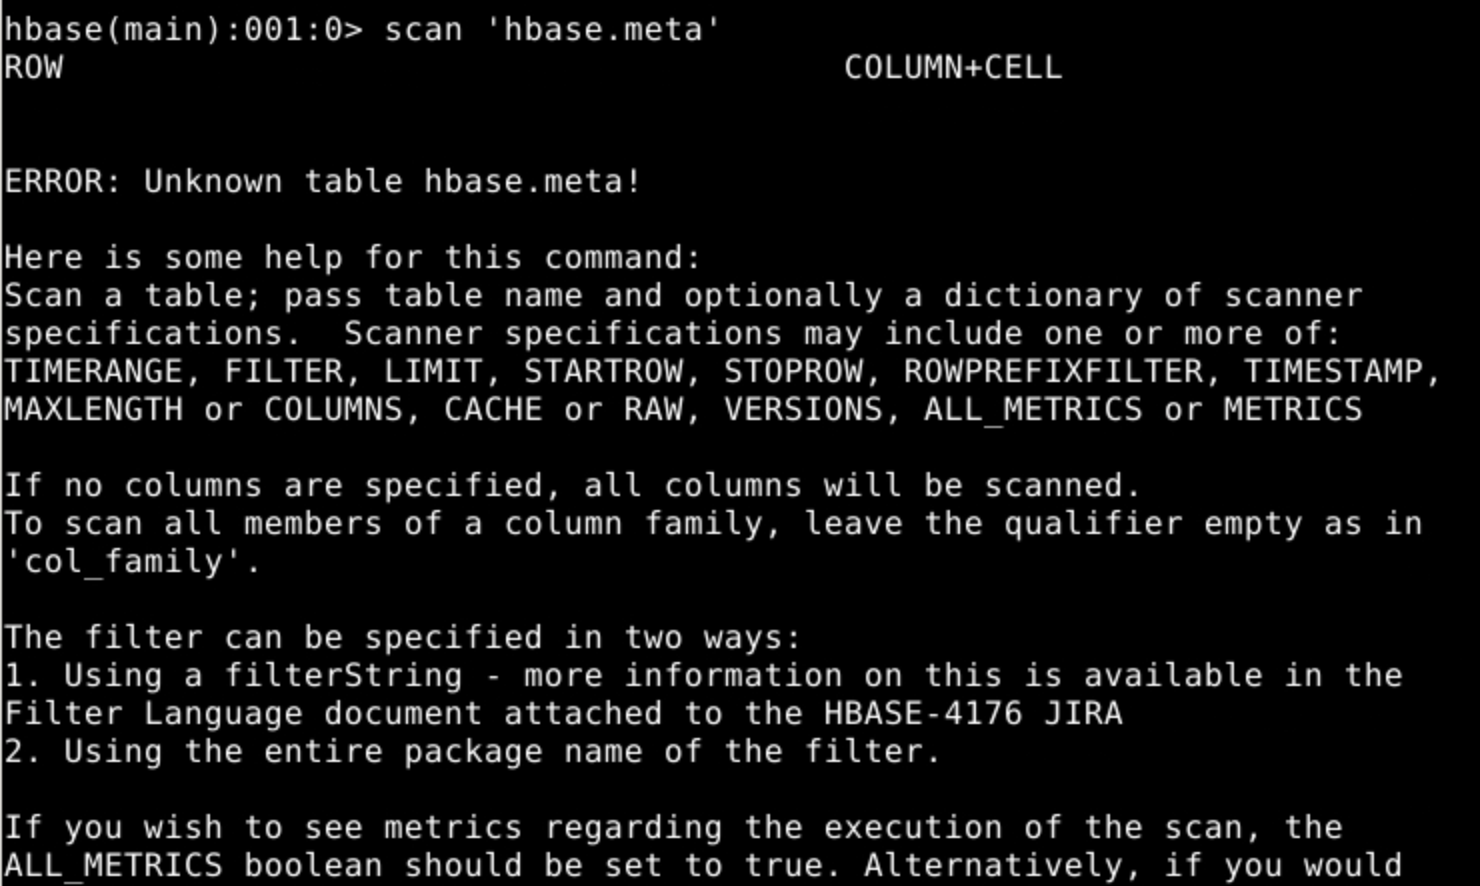 hbase(main):001:0> scan 'hbase.meta'
ROW COLUMN+CELL
ERROR: Unknown table hbase.meta!
Here is some help for this command:
Scan a table; pass table name and optionally a dictionary of scanner
specifications.  Scanner specifications may include one or more of:
TIMERANGE, FILTER, LIMIT, STARTROW, STOPROW, ROWPREFIXFILTER, TIMESTAMP,
MAXLENGTH or COLUMNS, CACHE or RAW, VERSIONS, ALL_METRICS or METRICS
If no columns are specified, all columns will be scanned.
To scan all members of a column family, leave the qualifier empty as in
'col_family'.
The filter can be specified in two ways:
1. Using a filterString - more information on this is available in the
Filter Language document attached to the HBASE-4176 JIRA
2. Using the entire package name of the filter.
If you wish to see metrics regarding the execution of the scan, the
ALL_METRICS boolean should be set to true. Alternatively, if you would